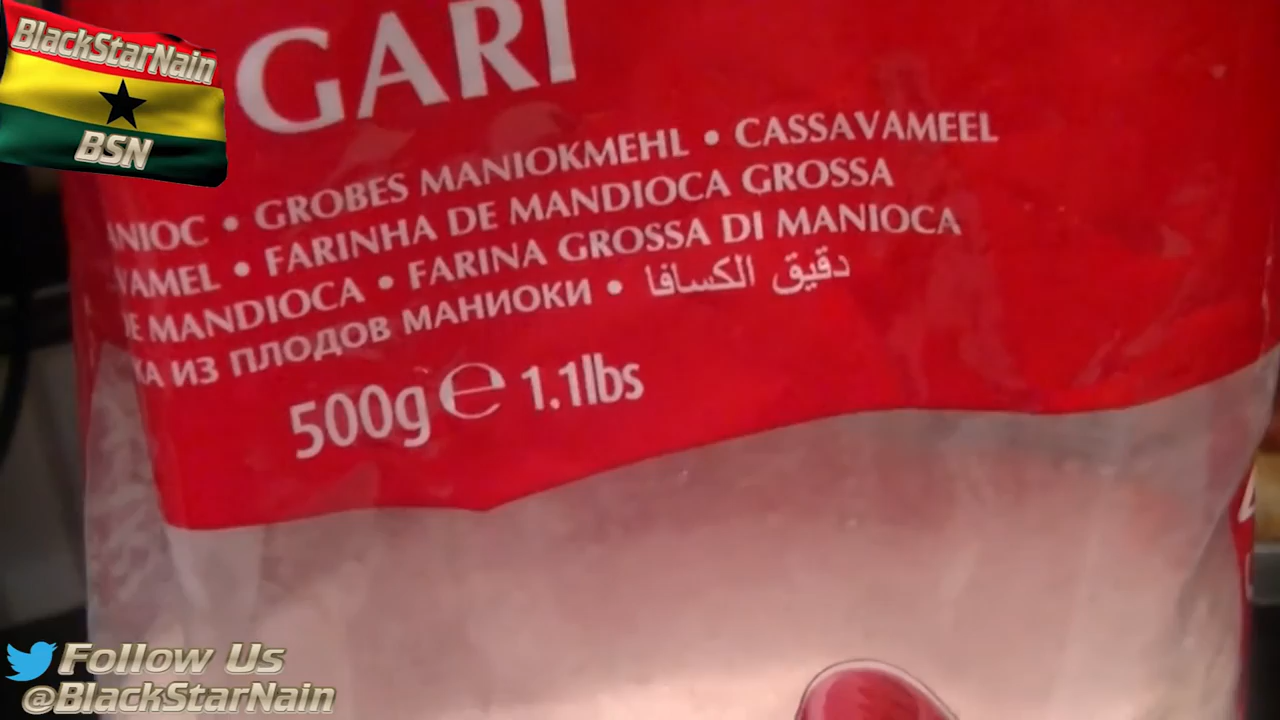 BlackStarNain
BSN
GARI
• GROBES MANIOKMEHL • CASSAVAMEEL
• FARINHA DE MANDIOCA GROSSA
MANDIOCA • FARINA GROSSA DI MANIOCA
ИЗ ПЛОДОВ МАНИОКИ • دقيق الكسافا
500g e 1.1lbs
Follow Us
@BlackStarNain